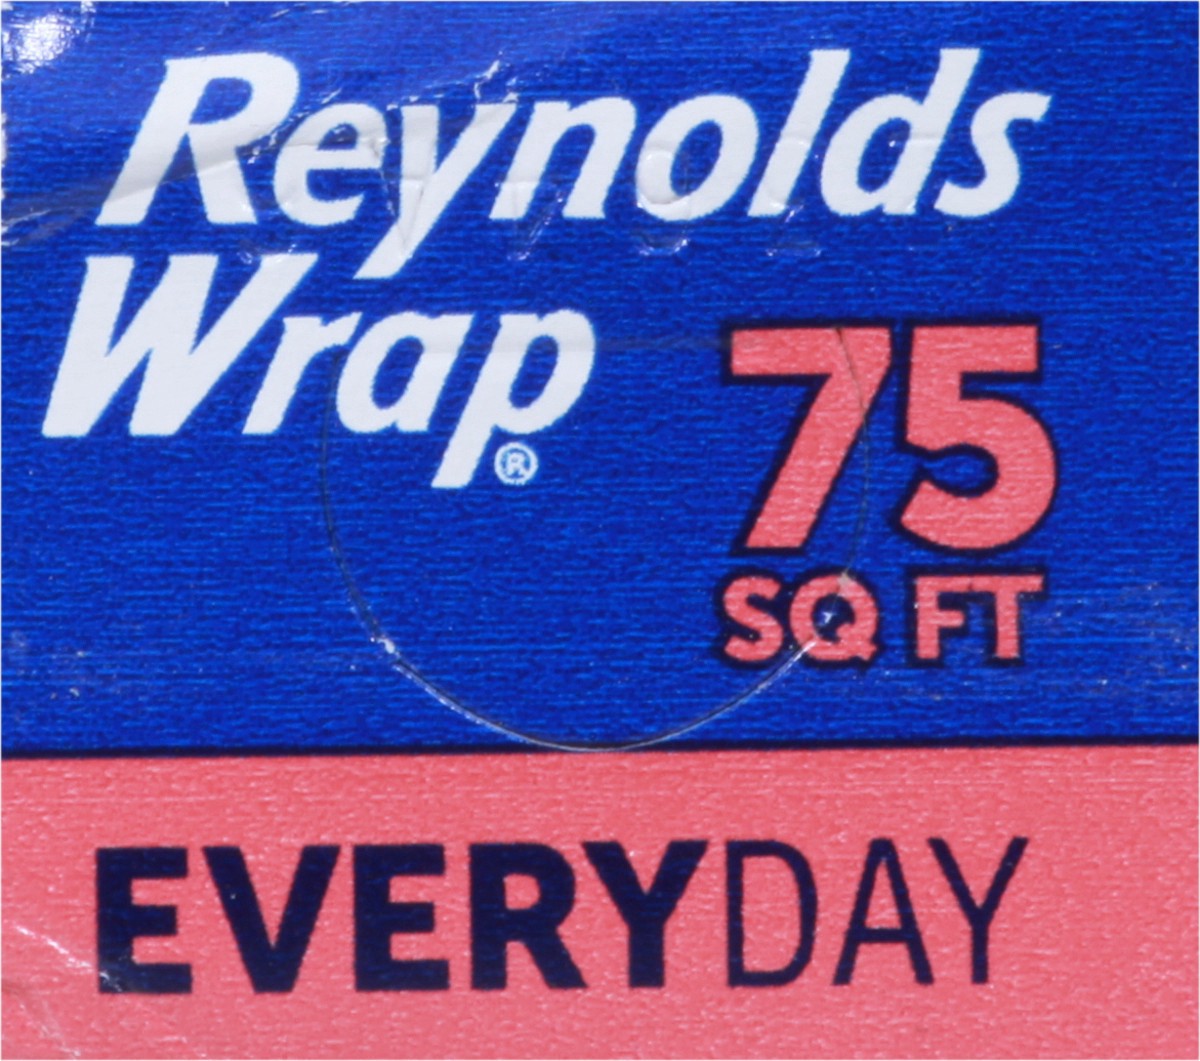 Reynolds
Wrap®
75
SQ FT
EVERYDAY